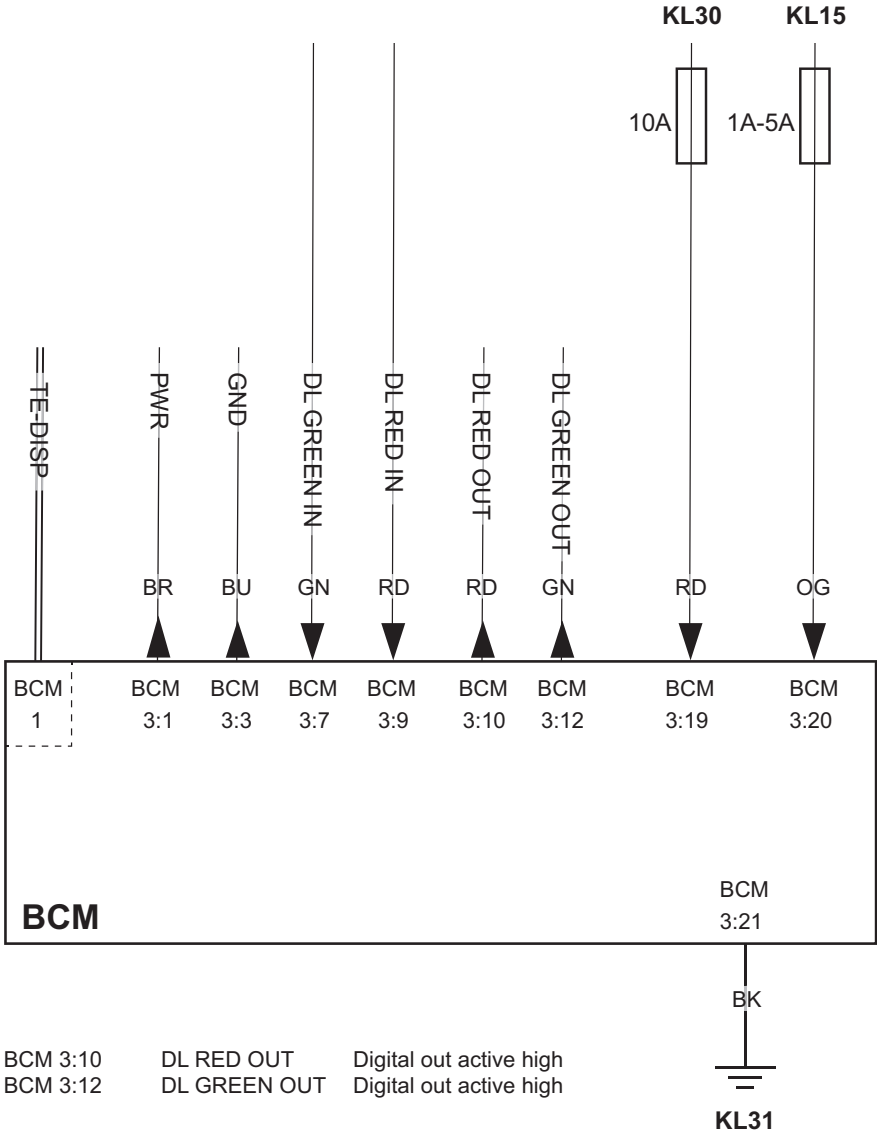 KL30 KL15
10A 1A-5A
TE-DISP PWR GND DL GREEN IN DL RED IN DL RED OUT DL GREEN OUT
BR BU GN RD RD GN RD OG
BCM BCM BCM BCM BCM BCM BCM BCM BCM
1 3:1 3:3 3:7 3:9 3:10 3:12 3:19 3:20
BCM
3:21
BCM
BK
BCM 3:10 DL RED OUT Digital out active high
BCM 3:12 DL GREEN OUT Digital out active high
KL31